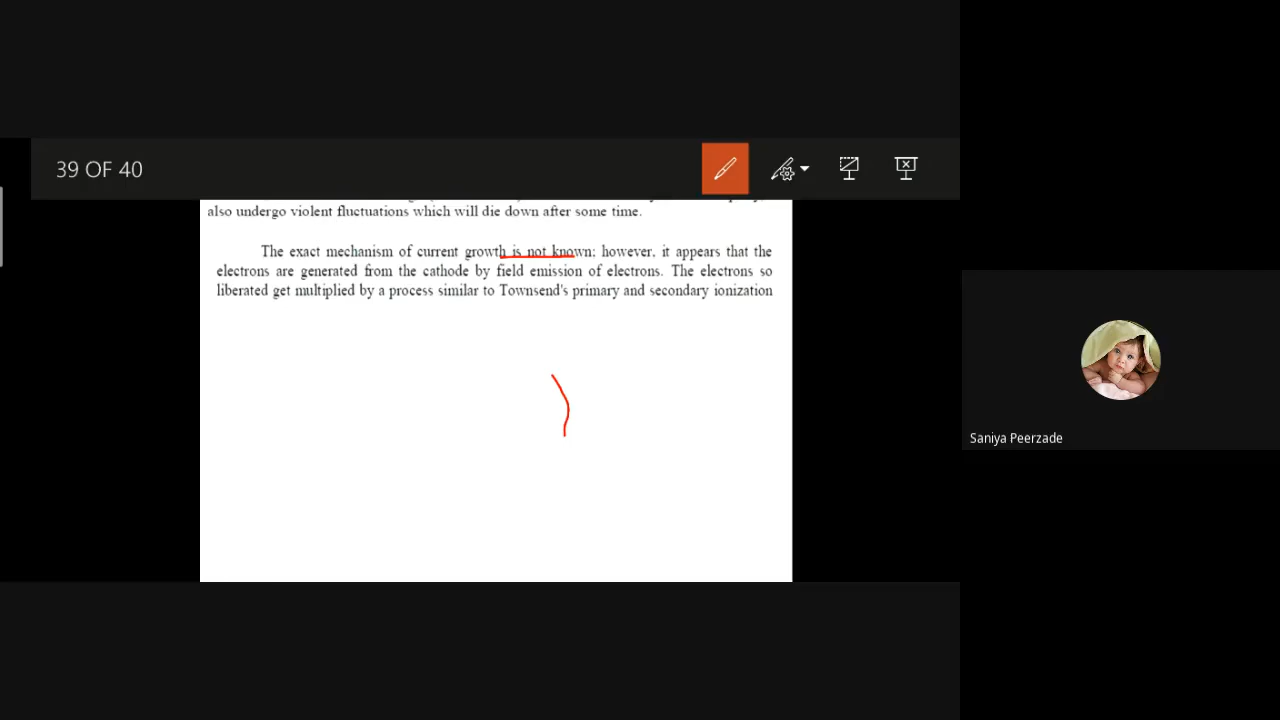 39 OF 40
also undergo violent fluctuations which will die down after some time.
The exact mechanism of current growth is not known; however, it appears that the
electrons are generated from the cathode by field emission of electrons. The electrons so
liberated get multiplied by a process similar to Townsend's primary and secondary ionization
Saniya Peerzade